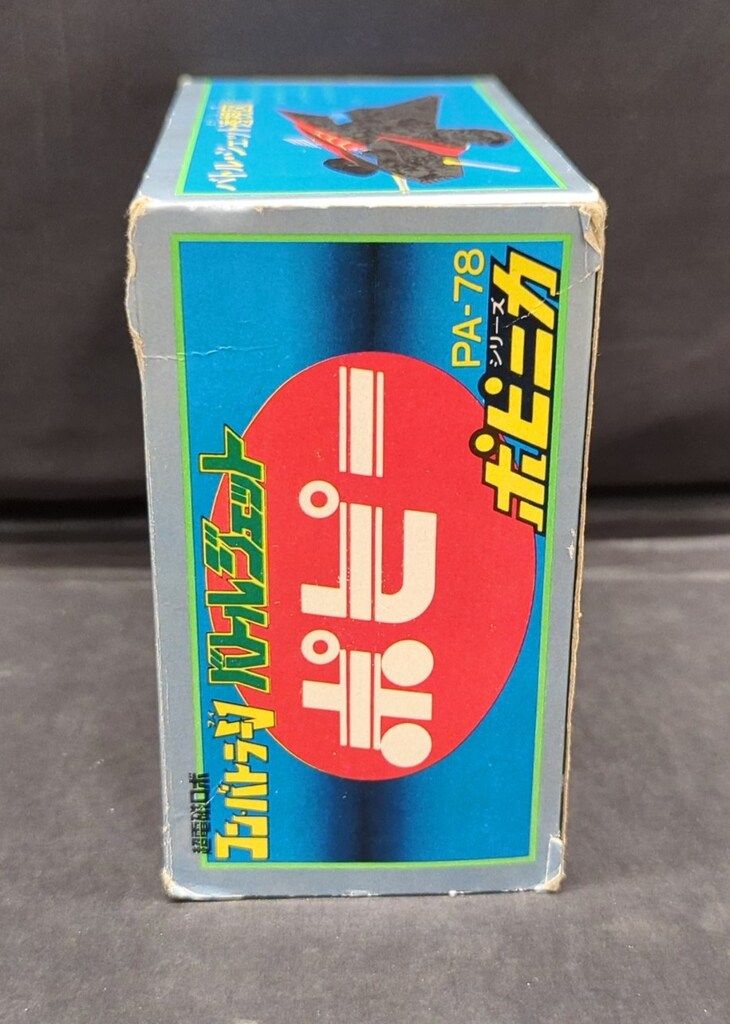 バトル・ジェット
超電磁ロボ
コン・バトラーV
ブイ
バトルジェット
ポピー
PA-78
ポピニカ
シリーズ